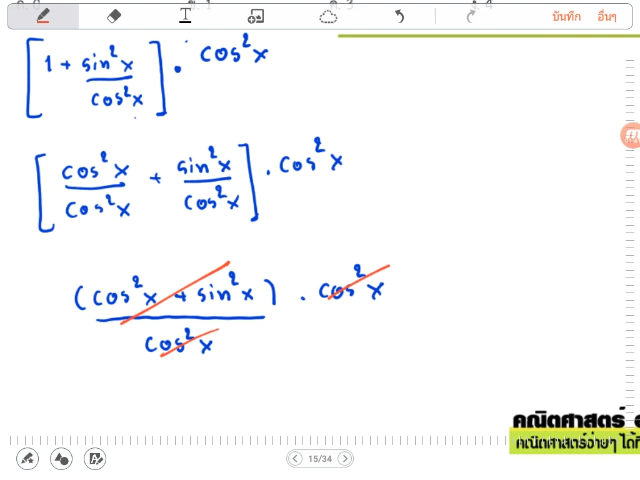 บันทึก อื่นๆ
[1 + sin²x/cos²x] · cos²x
[cos²x/cos²x + sin²x/cos²x] · cos²x
(cos²x + sin²x)/cos²x · cos²x
คณิตศาสตร์
คณิตศาสตร์ง่ายๆ ได้ที่
15/34